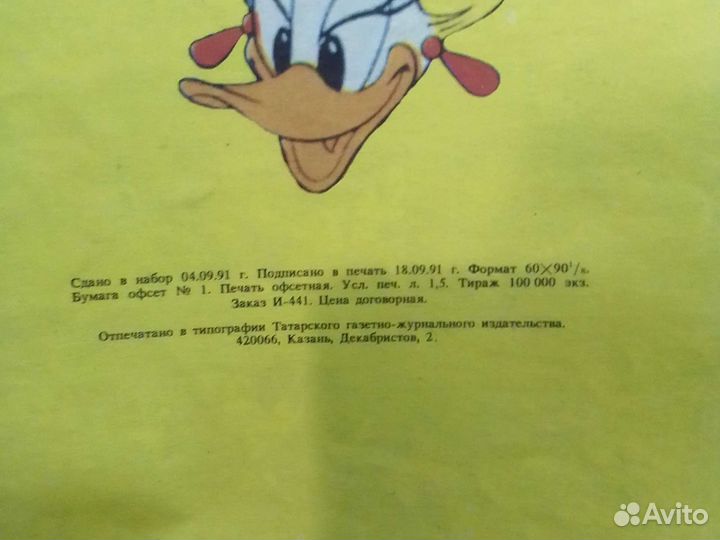 Сдано в набор 04.09.91 г. Подписано в печать 18.09.91 г. Формат 60×90¹/₈.
Бумага офсет № 1. Печать офсетная. Усл. печ. л. 1,5. Тираж 100 000 экз.
Заказ И-441. Цена договорная.
Отпечатано в типографии Татарского газетно-журнального издательства.
420066, Казань, Декабристов, 2.
Avito